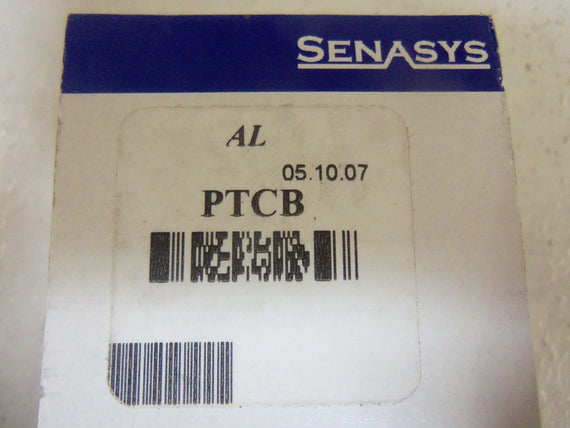 SENASYS
AL
05.10.07
PTCB